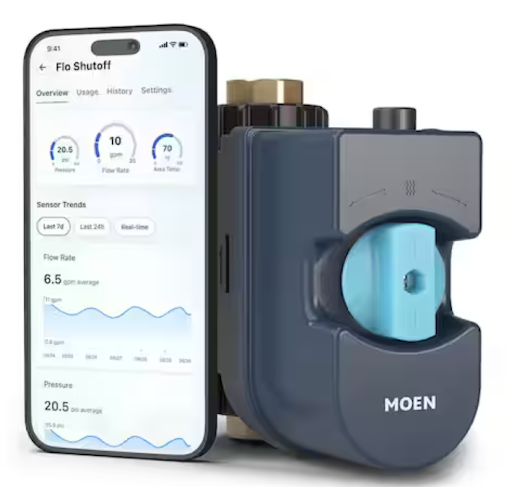 9:41
← Flo Shutoff
Overview Usage History Settings
20.5
psi
Pressure
10
gpm
Flow Rate
70
°F
Area Temp
Sensor Trends
Last 7d Last 24h Real-time
Flow Rate
6.5 gpm average
11 gpm
Pressure
20.5 psi average
MOEN